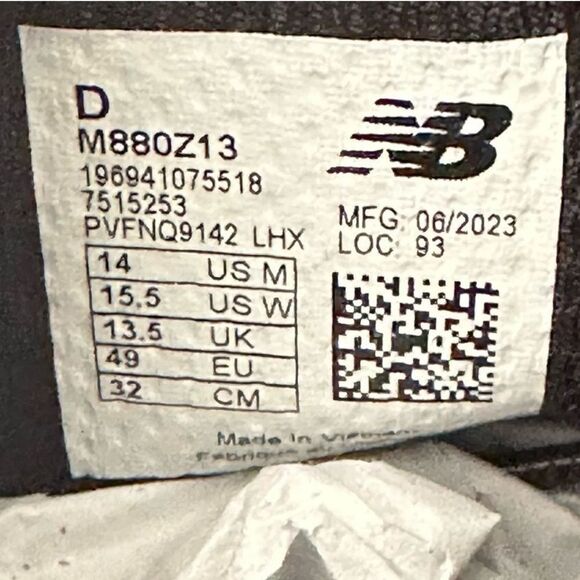 D
M880Z13
196941075518
7515253
PVFNQ9142 LHX
14 US M
15.5 US W
13.5 UK
49 EU
32 CM
NB
MFG: 06/2023
LOC: 93
Made in Vietnam